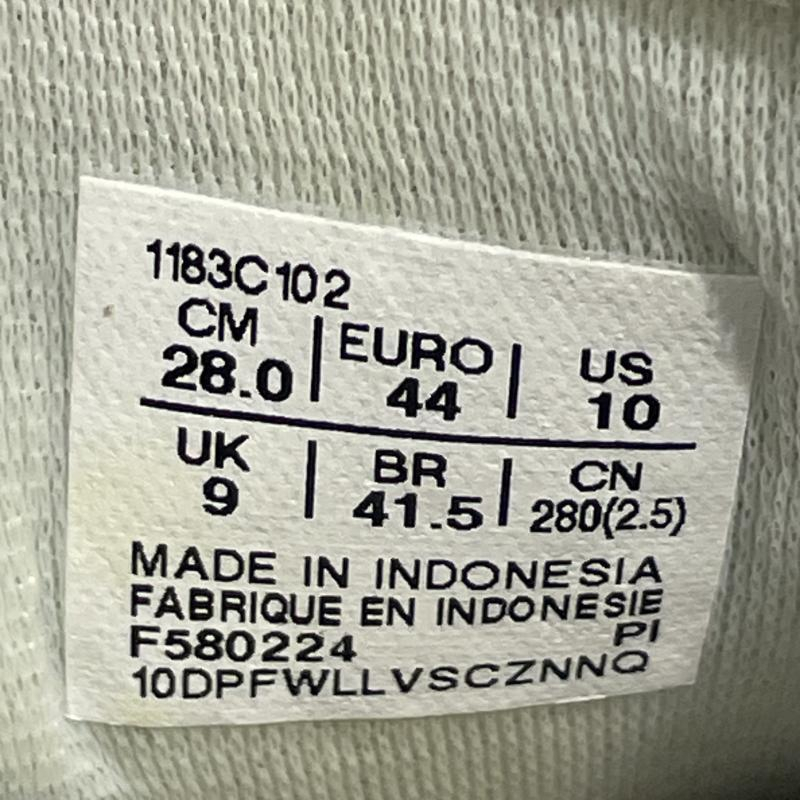 1183C102
CM | EURO | US
28.0 | 44 | 10
UK | BR | CN
9 | 41.5 | 280(2.5)
MADE IN INDONESIA
FABRIQUE EN INDONESIE
F580224 PI
10DPFWLLVSCZNNQ